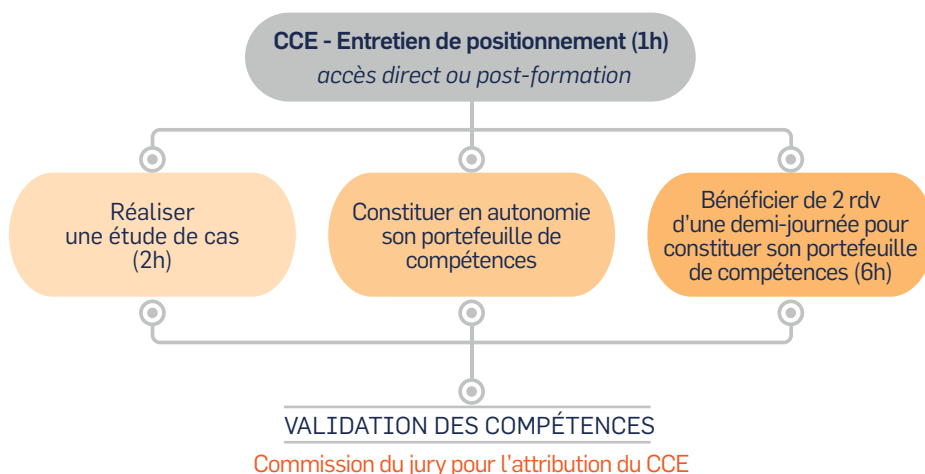 CCE - Entretien de positionnement (1h)
accès direct ou post-formation
Réaliser
une étude de cas
(2h)
Constituer en autonomie
son portefeuille de
compétences
Bénéficier de 2 rdv
d'une demi-journée pour
constituer son portefeuille
de compétences (6h)
VALIDATION DES COMPÉTENCES
Commission du jury pour l'attribution du CCE